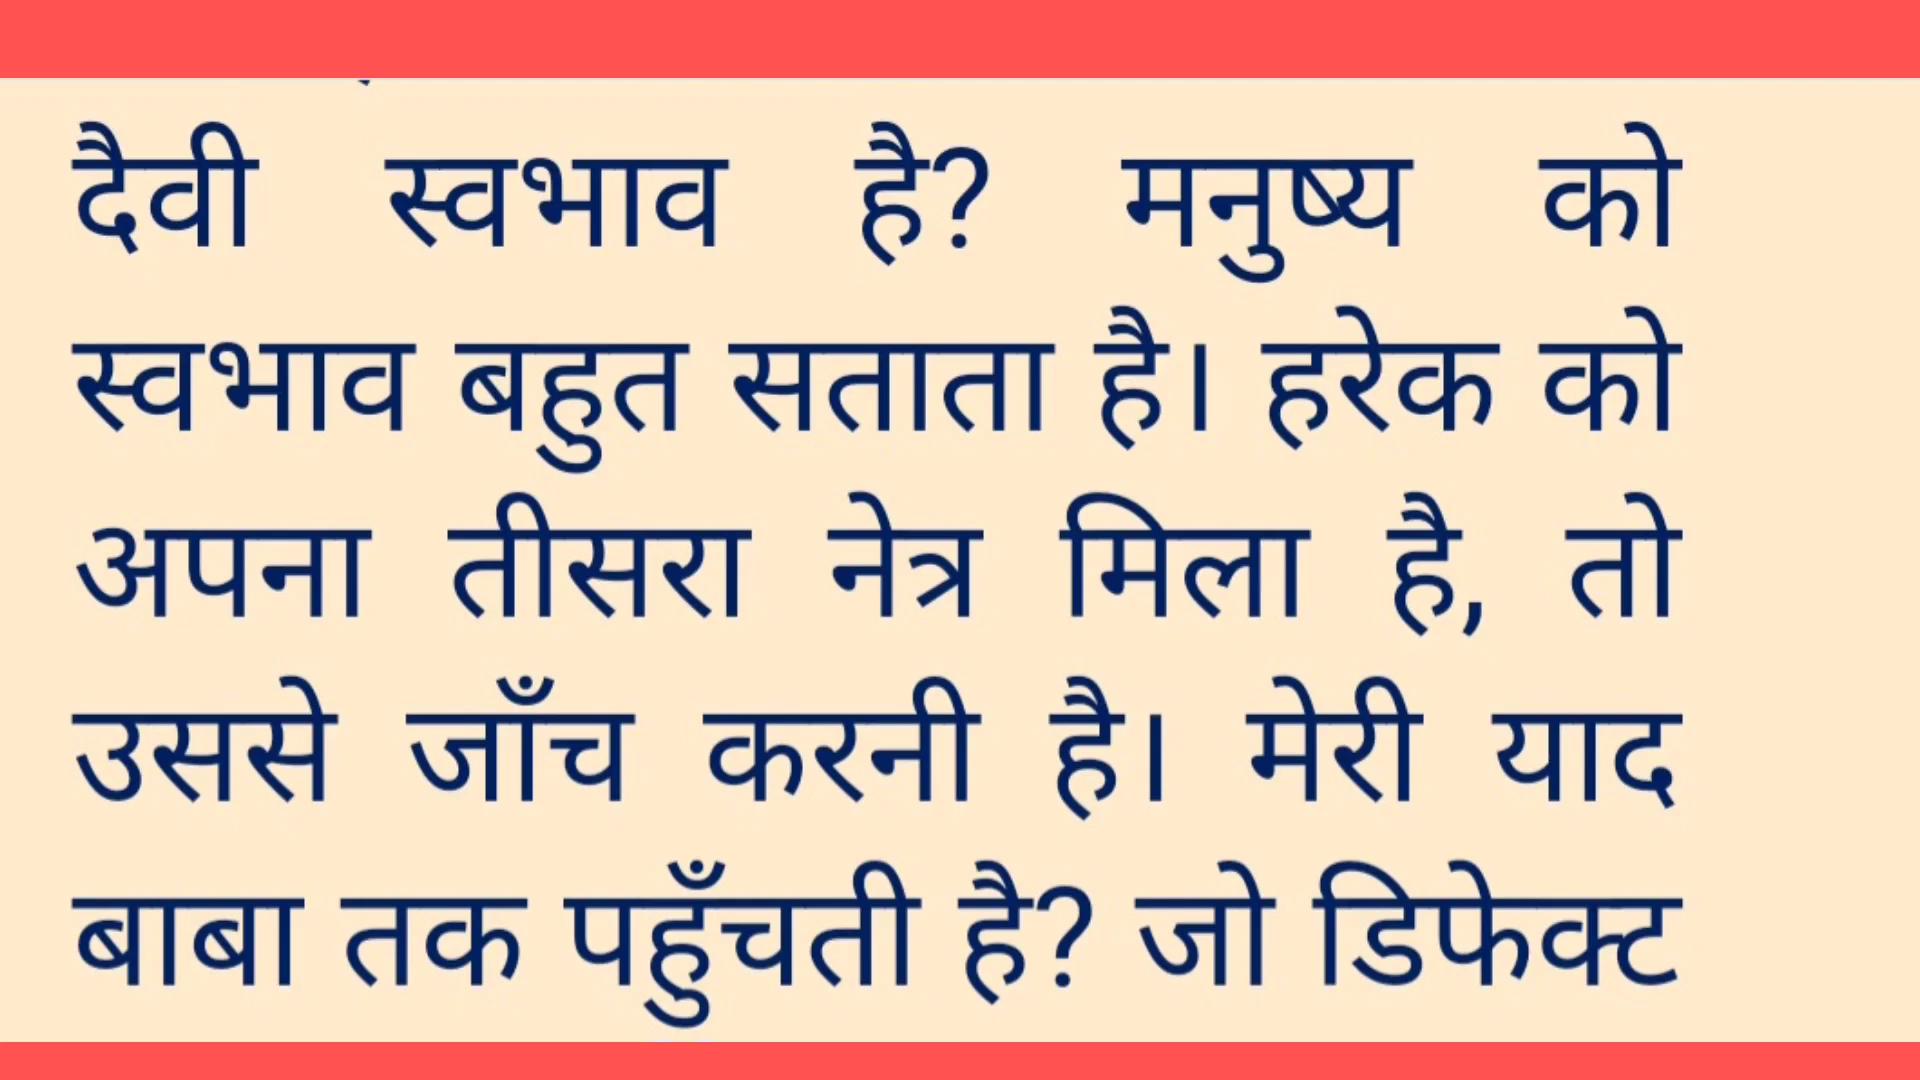 दैवी स्वभाव है? मनुष्य को
स्वभाव बहुत सताता है। हरेक को
अपना तीसरा नेत्र मिला है, तो
उससे जाँच करनी है। मेरी याद
बाबा तक पहुँचती है? जो डिफेक्ट